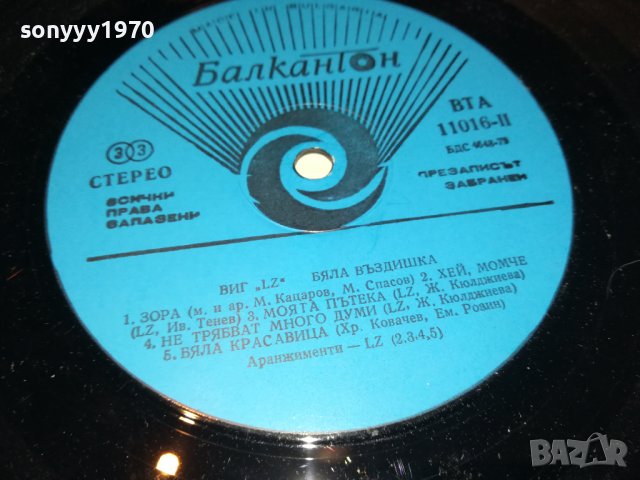 sonyyy1970
Балкантон
ВТА
11016-II
БДС 4648-73
33
СТЕРЕО
ВСИЧКИ
ПРАВА
ЗАПАЗЕНИ
ПРЕЗАПИСЪТ
ЗАБРАНЕН
ВИГ „LZ“ БЯЛА ВЪЗДИШКА
1. ЗОРА (м. и ар. М. Кацаров, М. Спасов) 2. ХЕЙ, МОМЧЕ
(LZ, Ив. Тенев) 3. МОЯТА ПЪТЕКА (LZ, Ж. Кюлджиева)
4. НЕ ТРЯБВАТ МНОГО ДУМИ (LZ, Ж. Кюлджиева)
5. БЯЛА КРАСАВИЦА (Хр. Ковачев, Ем. Розин)
Аранжименти — LZ (2,3,4,5)
BAZAR